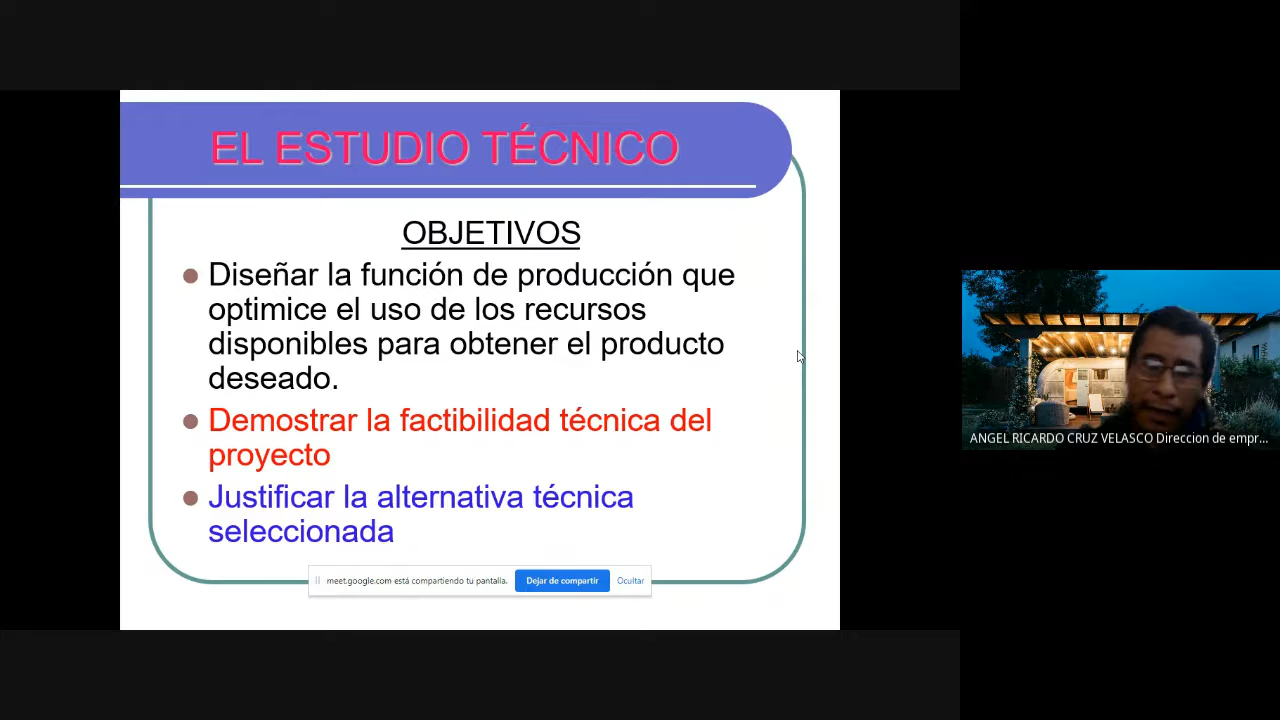 EL ESTUDIO TÉCNICO
OBJETIVOS
Diseñar la función de producción que
optimice el uso de los recursos
disponibles para obtener el producto
deseado.
Demostrar la factibilidad técnica del
proyecto
Justificar la alternativa técnica
seleccionada
meet.google.com está compartiendo tu pantalla. Dejar de compartir Ocultar
ANGEL RICARDO CRUZ VELASCO Direccion de empr...